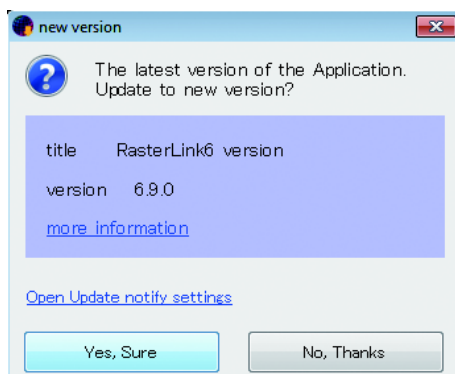 new version
The latest version of the Application.
Update to new version?
title RasterLink6 version
version 6.9.0
more information
Open Update notify settings
Yes, Sure
No, Thanks